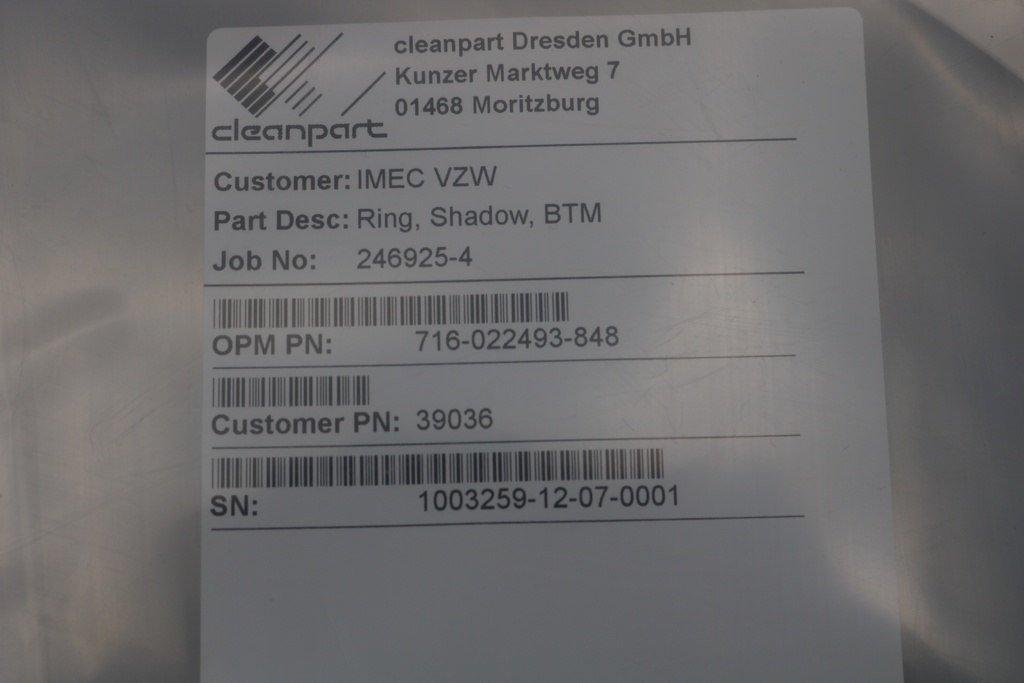 cleanpart Dresden GmbH
Kunzer Marktweg 7
01468 Moritzburg
cleanpart
Customer: IMEC VZW
Part Desc: Ring, Shadow, BTM
Job No: 246925-4
OPM PN: 716-022493-848
Customer PN: 39036
SN: 1003259-12-07-0001